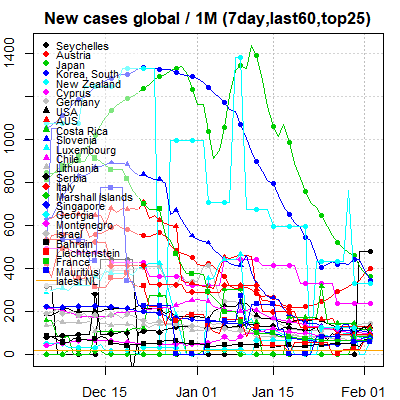 New cases global / 1M (7day,last60,top25)
Seychelles
Austria
Japan
Korea, South
New Zealand
Cyprus
Germany
USA
AUS
Costa Rica
Slovenia
Luxembourg
Chile
Lithuania
Serbia
Italy
Marshall Islands
Singapore
Georgia
Montenegro
Israel
Bahrain
Liechtenstein
France
Mauritius
latest NL
0 200 400 600 800 1000 1400
Dec 15 Jan 01 Jan 15 Feb 01